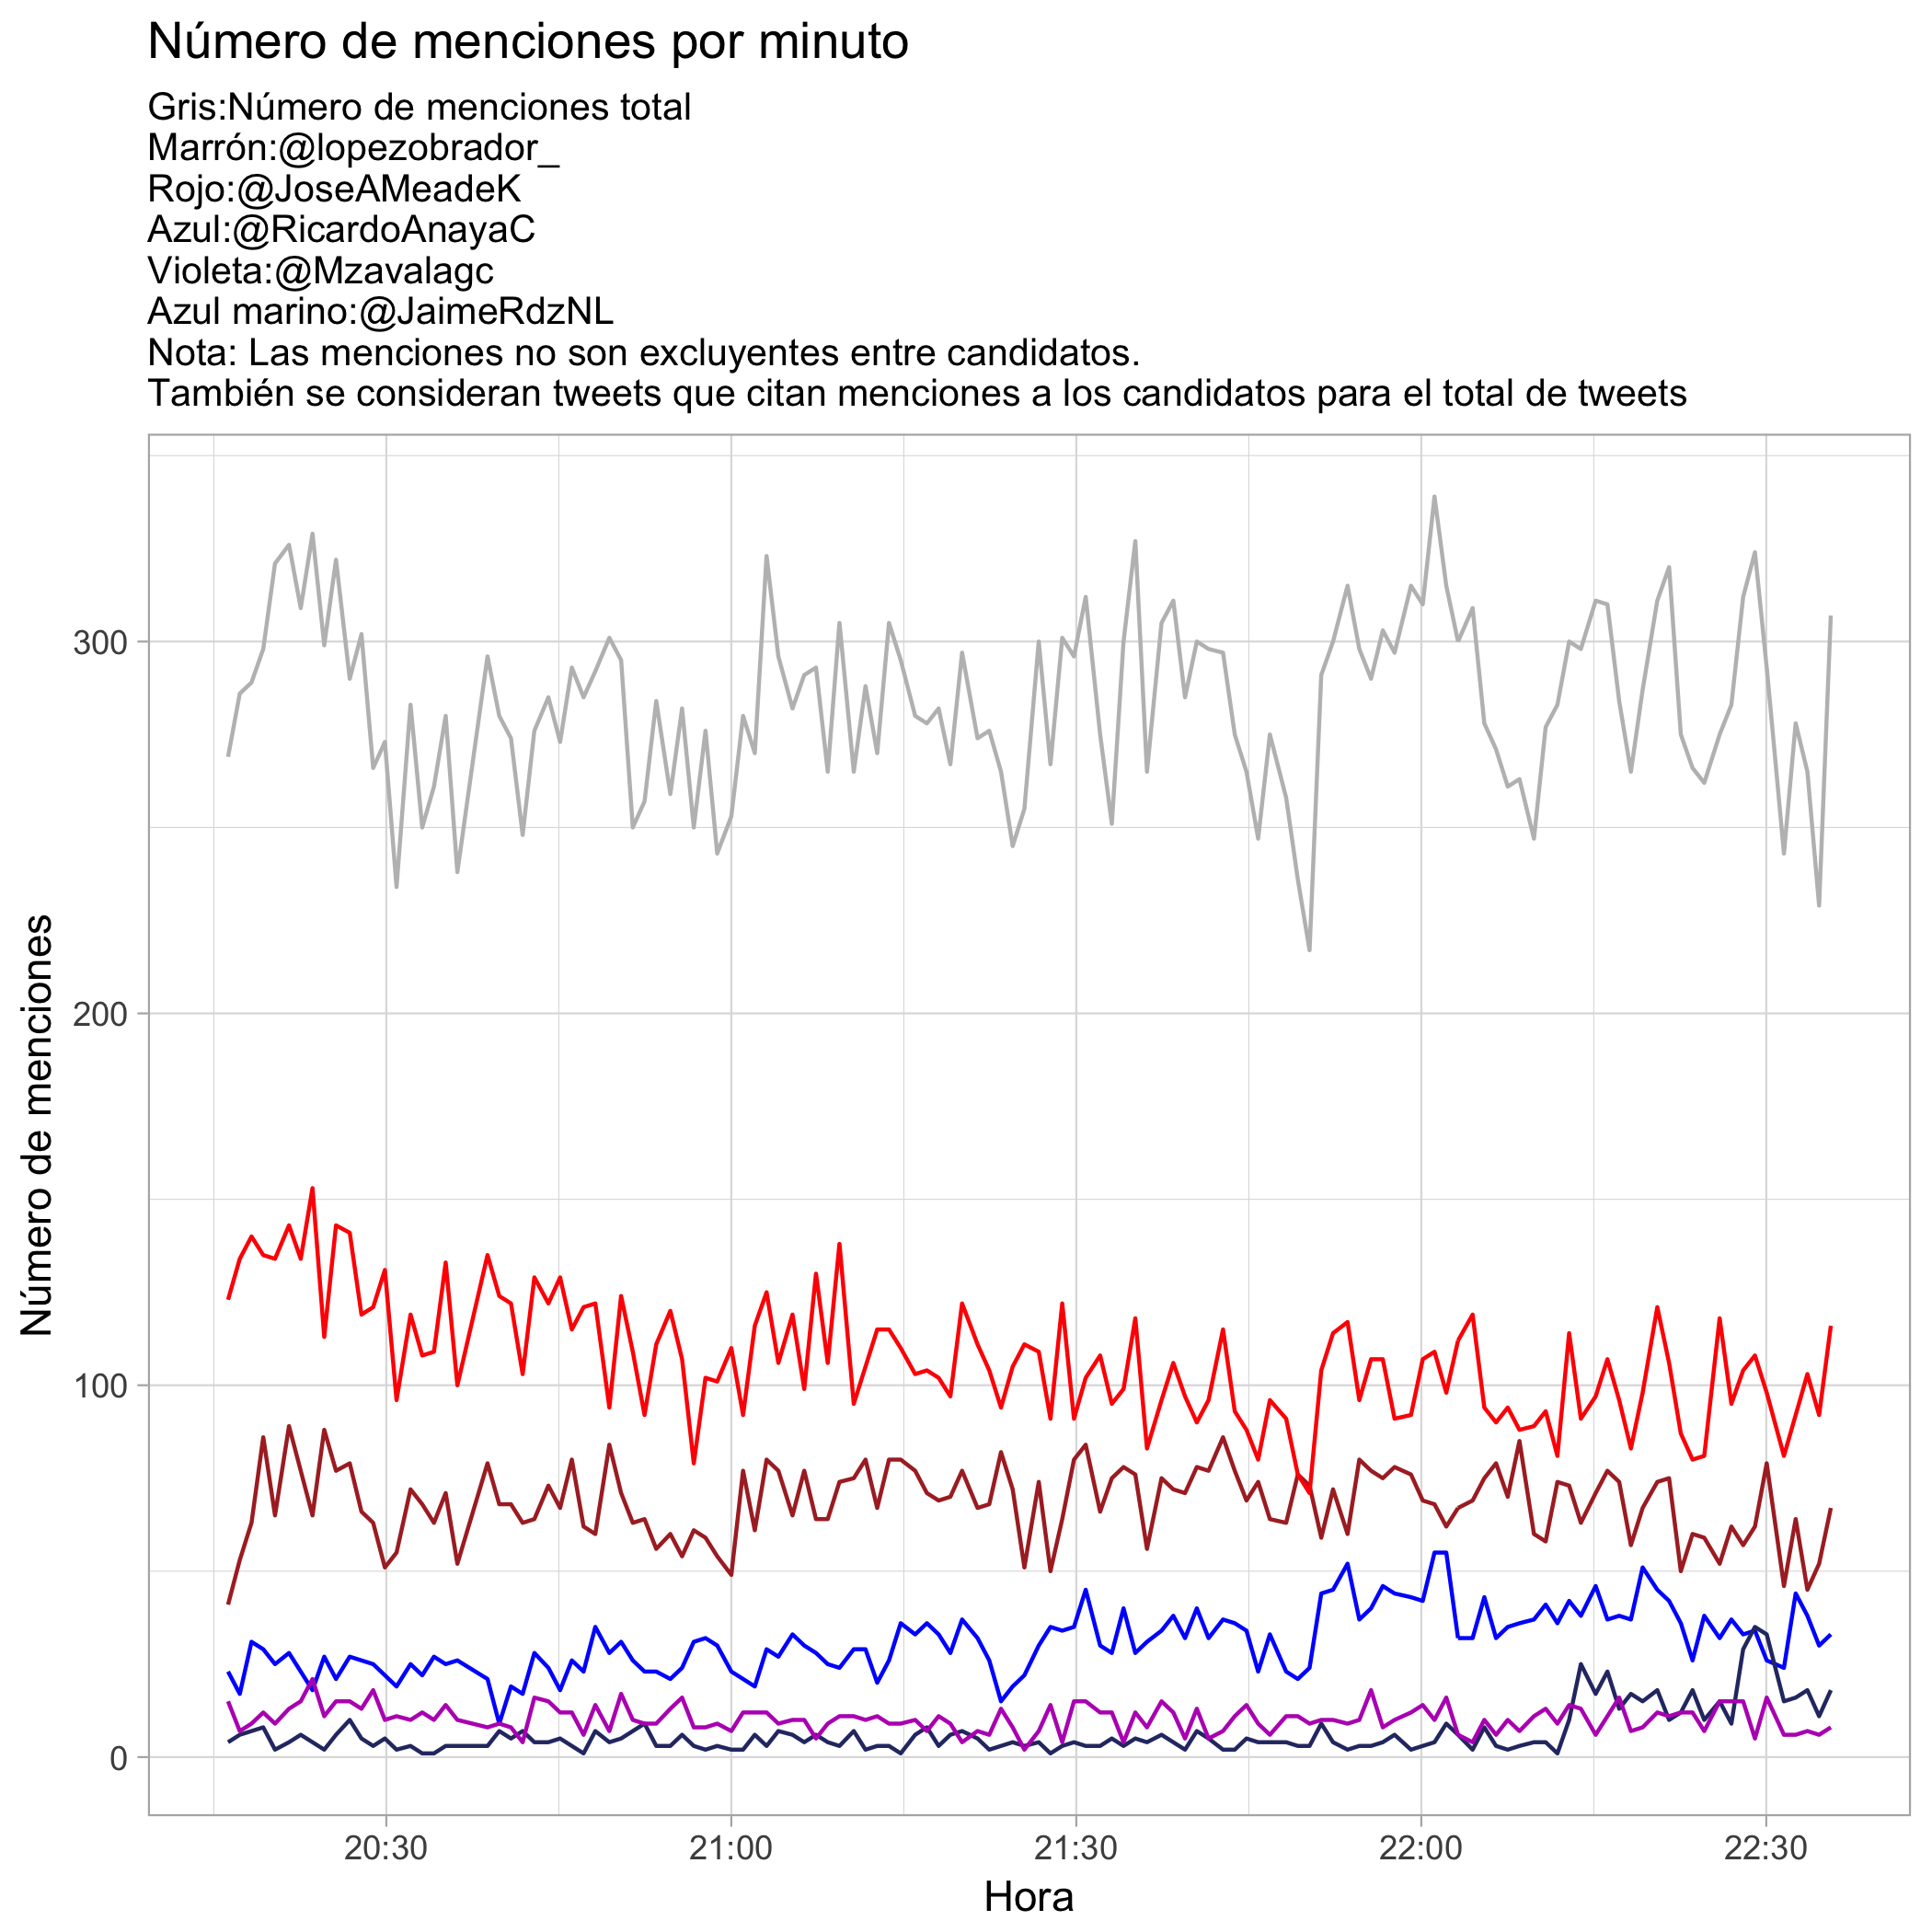 Número de menciones por minuto
Gris:Número de menciones total
Marrón:@lopezobrador_
Rojo:@JoseAMeadeK
Azul:@RicardoAnayaC
Violeta:@Mzavalagc
Azul marino:@JaimeRdzNL
Nota: Las menciones no son excluyentes entre candidatos.
También se consideran tweets que citan menciones a los candidatos para el total de tweets
Número de menciones
300
200
100
0
20:30
21:00
21:30
22:00
22:30
Hora